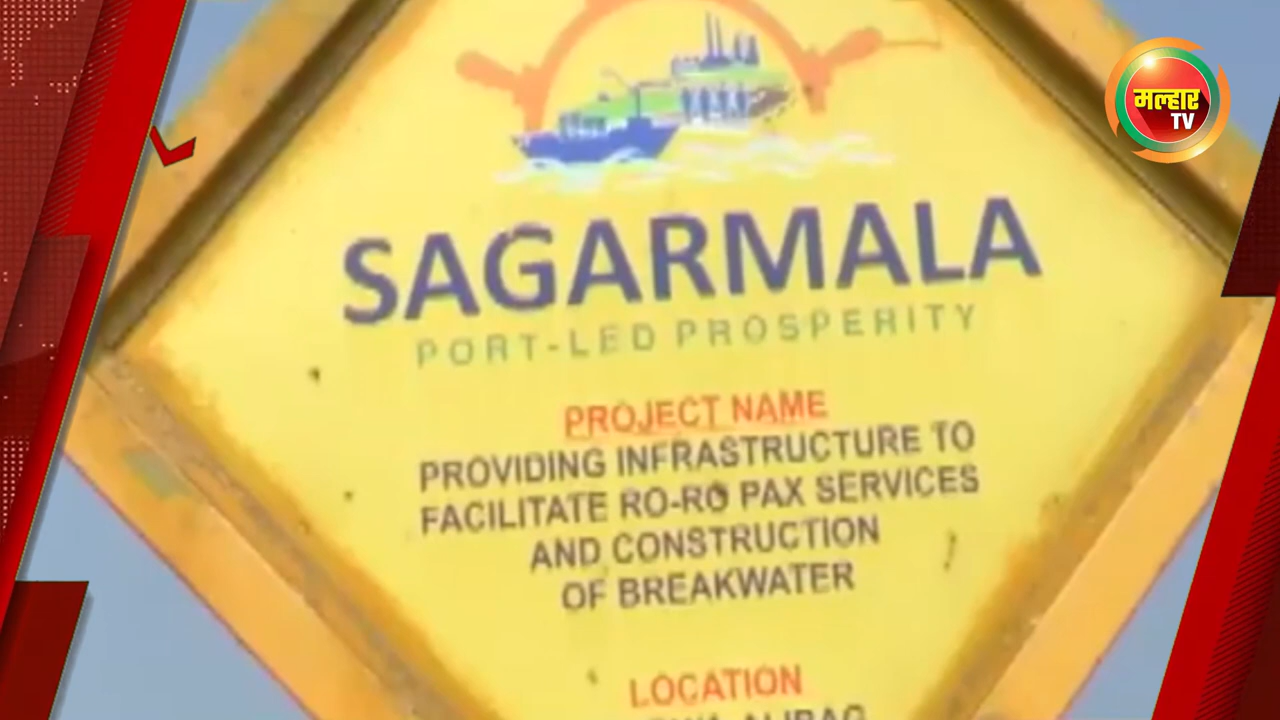 मल्हार
TV
SAGARMALA
PORT-LED PROSPERITY
PROJECT NAME
PROVIDING INFRASTRUCTURE TO
FACILITATE RO-RO PAX SERVICES
AND CONSTRUCTION
OF BREAKWATER
LOCATION
ALIBAG